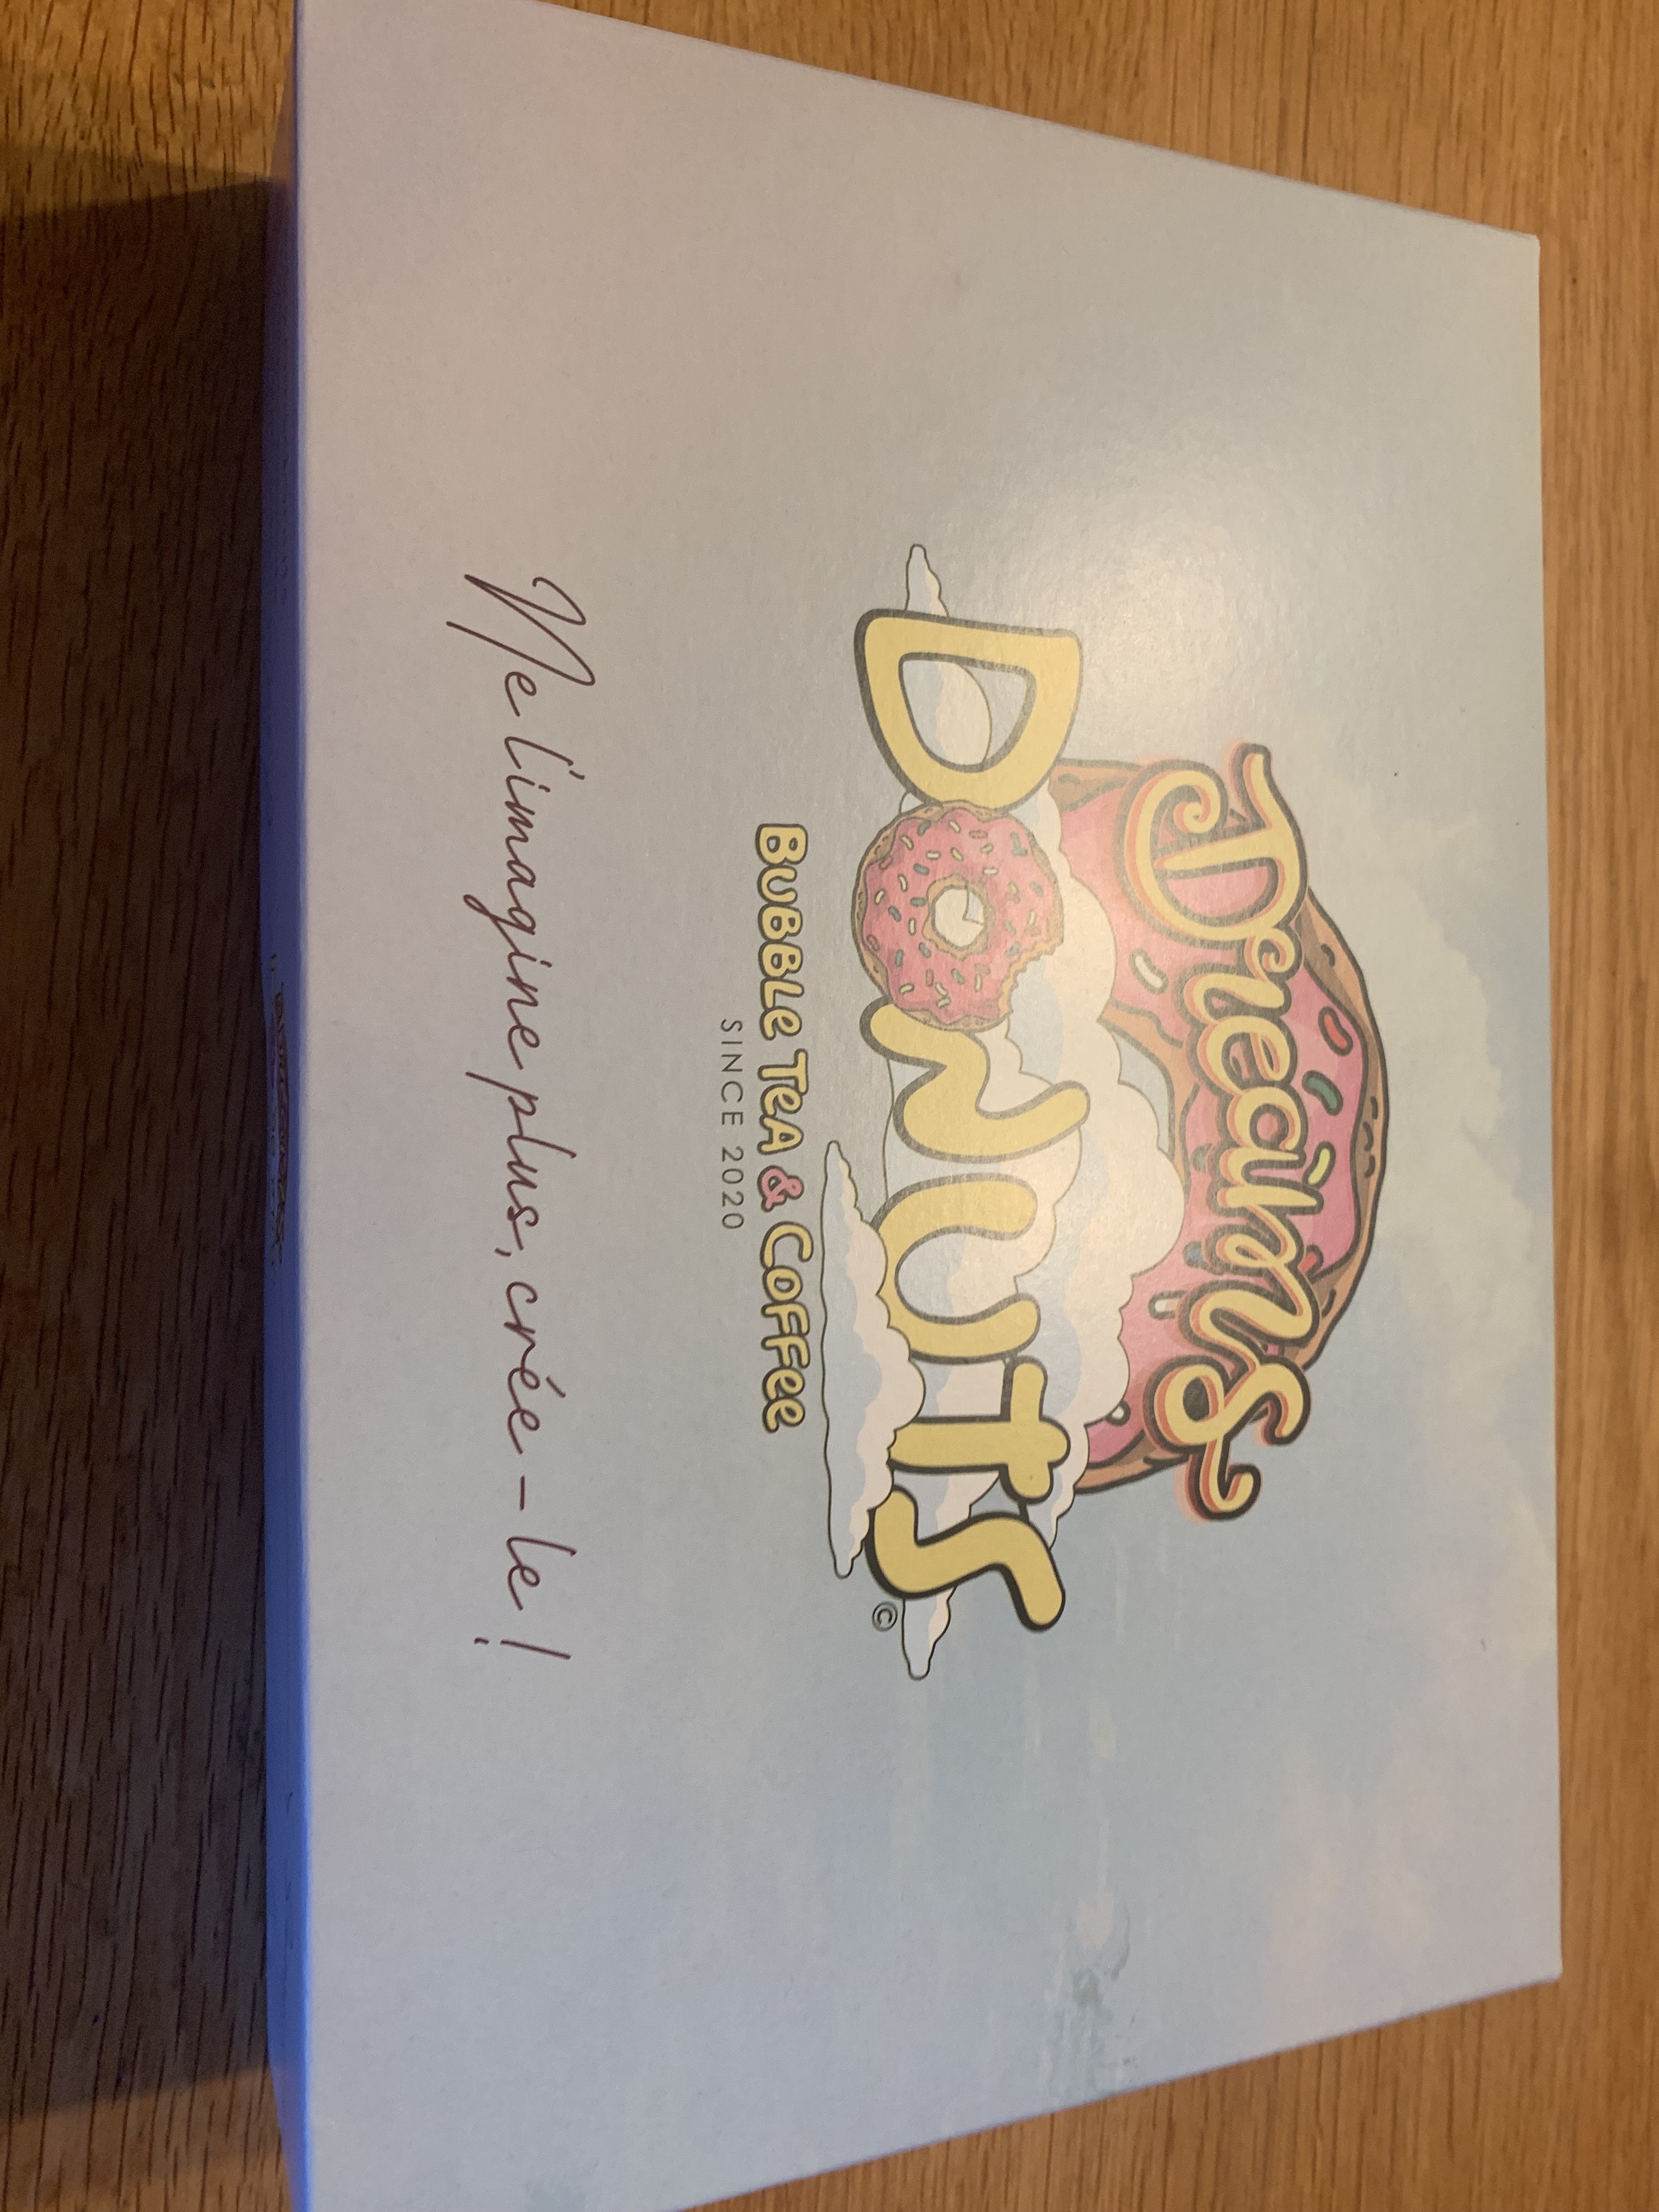 Dreams
DONUTS
©
BUBBLE TEA & COFFEE
SINCE 2020
Ne l'imagine plus, crée-le !